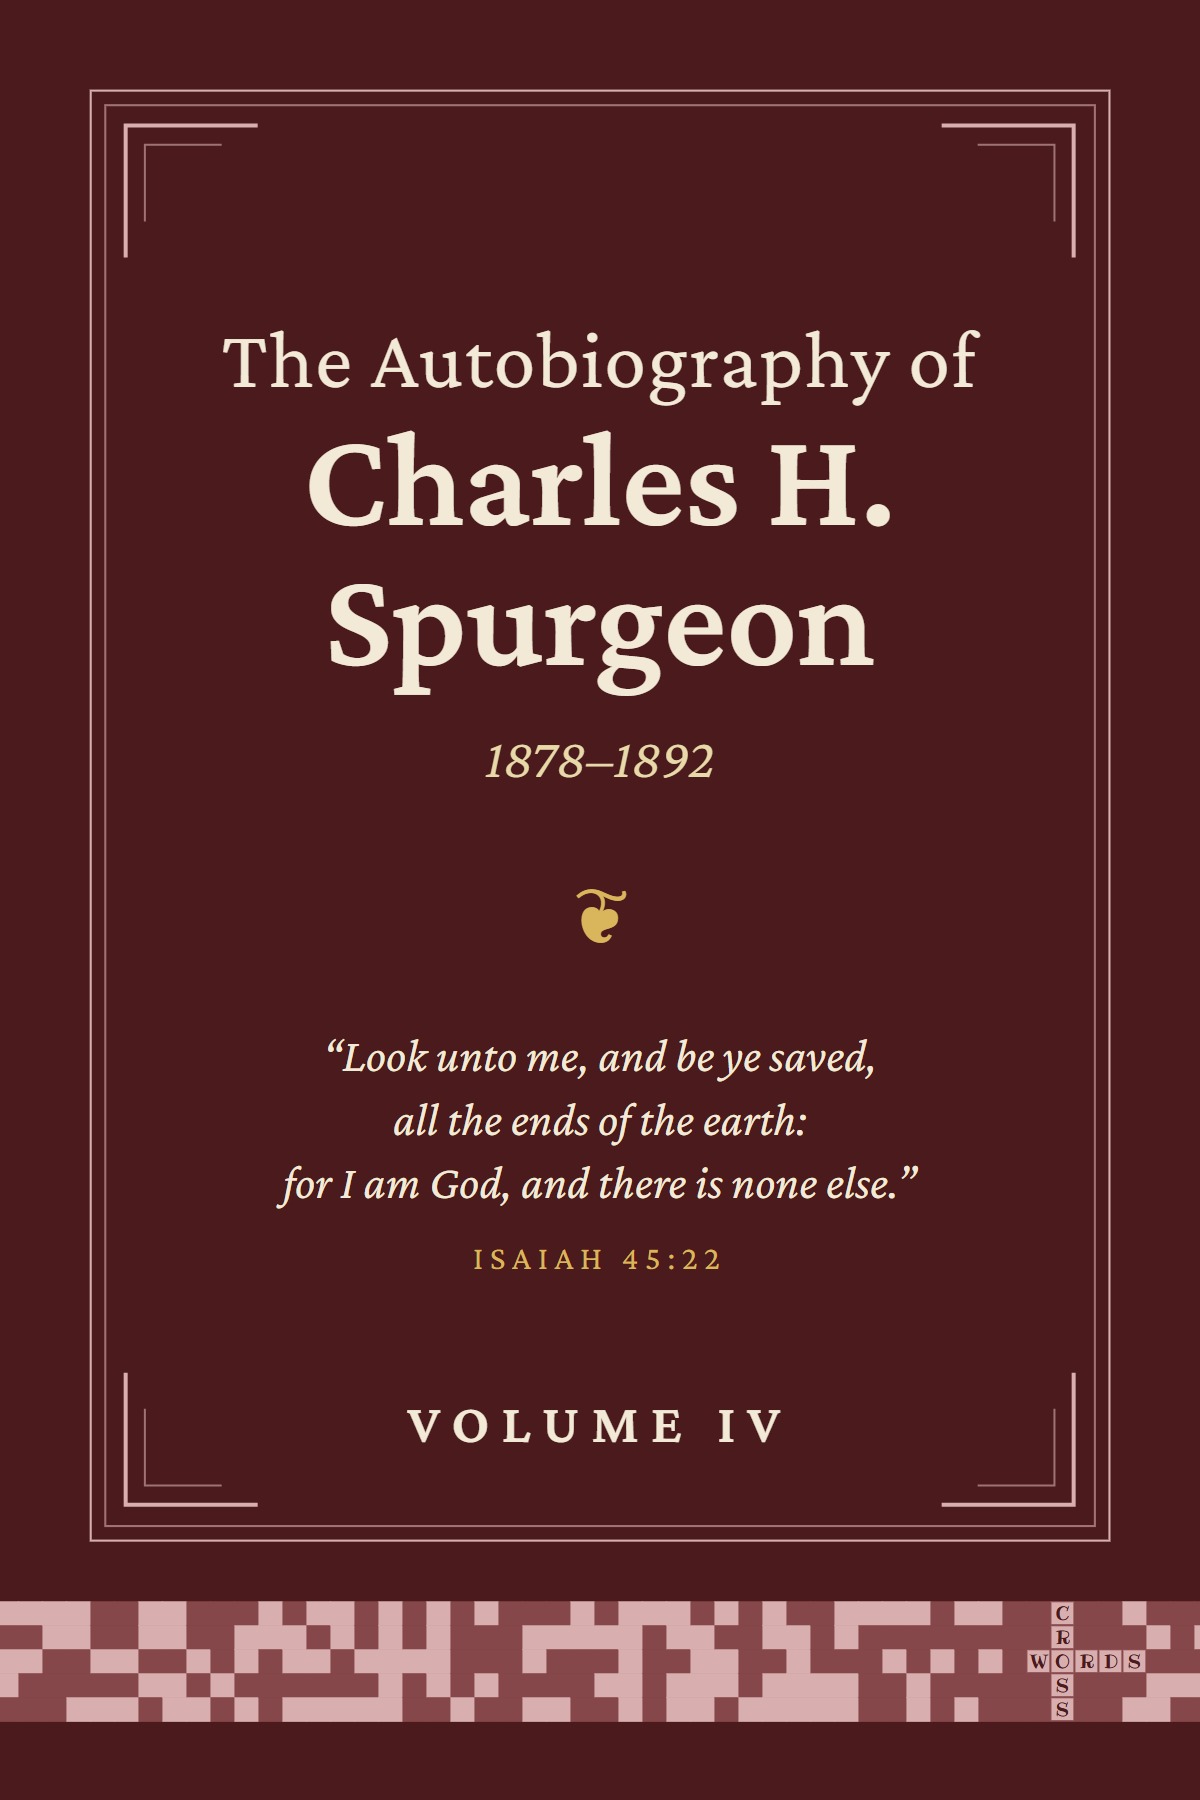 The Autobiography of
Charles H.
Spurgeon
1878–1892
“Look unto me, and be ye saved,
all the ends of the earth:
for I am God, and there is none else.”
ISAIAH 45:22
VOLUME IV
CROSS
WORDS